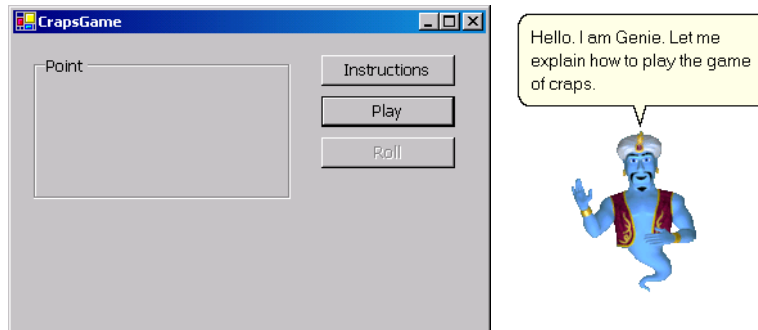 CrapsGame
Point
Instructions
Play
Roll
Hello. I am Genie. Let me
explain how to play the game
of craps.